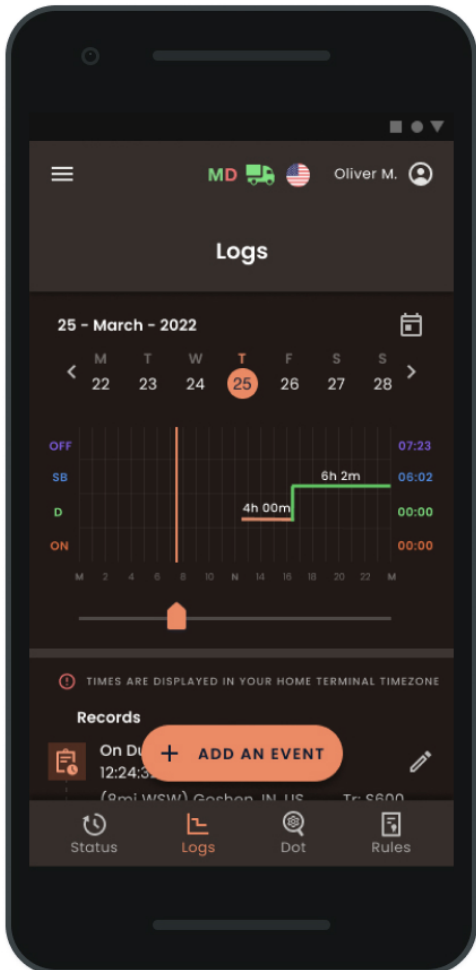 MD Oliver M.
Logs
25 - March - 2022
M T W T F S S
22 23 24 25 26 27 28
OFF 07:23
SB 6h 2m 06:02
D 4h 00m 00:00
ON 00:00
M 2 4 6 8 10 N 14 16 18 20 22 M
TIMES ARE DISPLAYED IN YOUR HOME TERMINAL TIMEZONE
Records
On Du
+ ADD AN EVENT
12:24:3
(8mi WSW) Goshen, IN, US Tr: S600
Status Logs Dot Rules